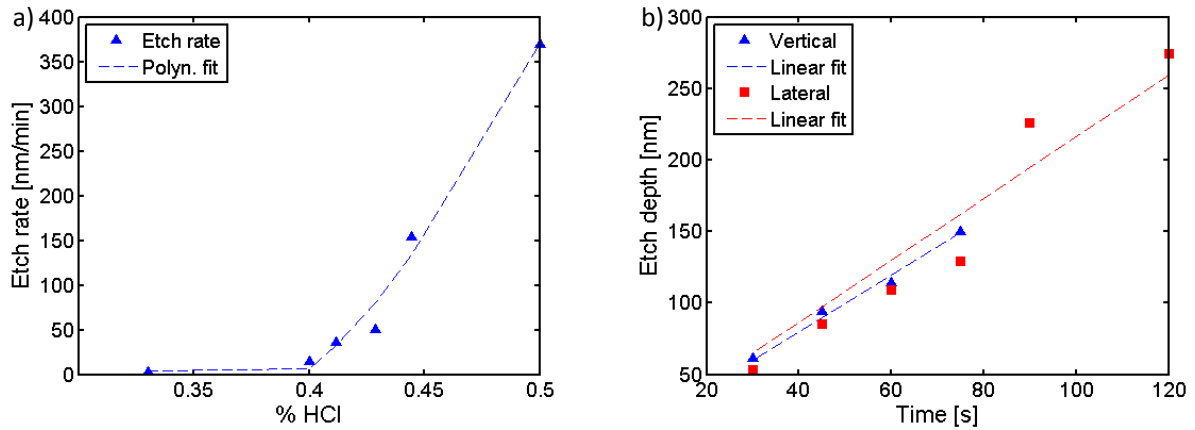 a)
400
350
300
250
200
150
100
50
0
Etch rate [nm/min]
Etch rate
Polyn. fit
0.35
0.4
0.45
0.5
% HCl
b)
300
250
200
150
100
50
Etch depth [nm]
Vertical
Linear fit
Lateral
Linear fit
20
40
60
80
100
120
Time [s]